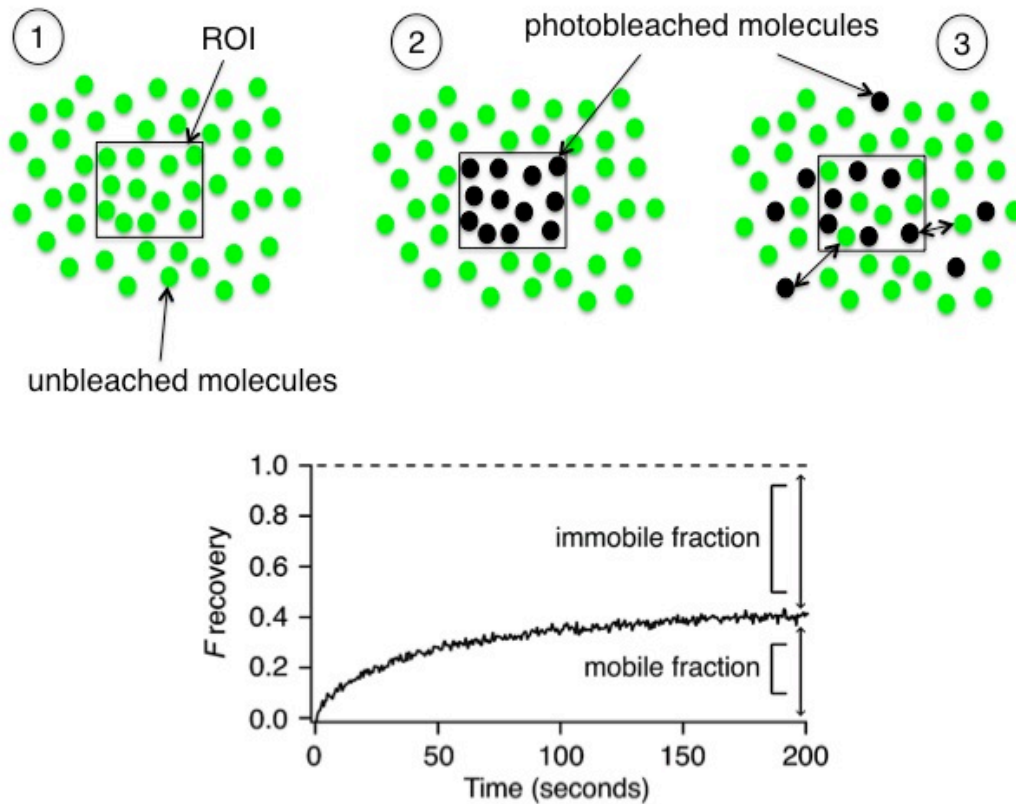 1
ROI
2
photobleached molecules
3
unbleached molecules
1.0
0.8
0.6
0.4
0.2
0.0
F recovery
immobile fraction
mobile fraction
0
50
100
150
200
Time (seconds)